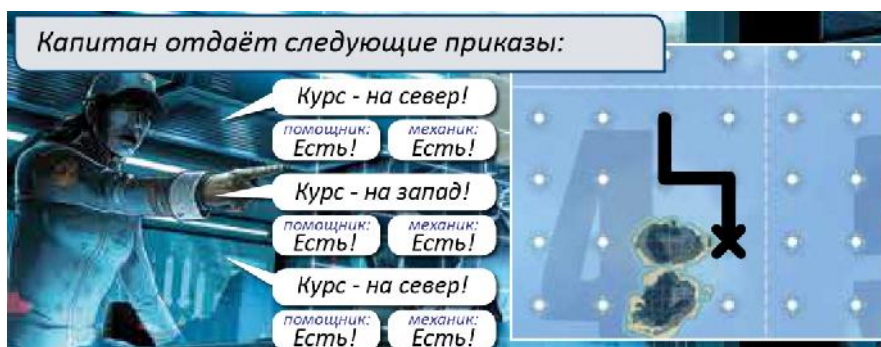 Капитан отдаёт следующие приказы:
Курс - на север!
помощник: механик:
Есть! Есть!
Курс - на запад!
помощник: механик:
Есть! Есть!
Курс - на север!
помощник: механик:
Есть! Есть!
4